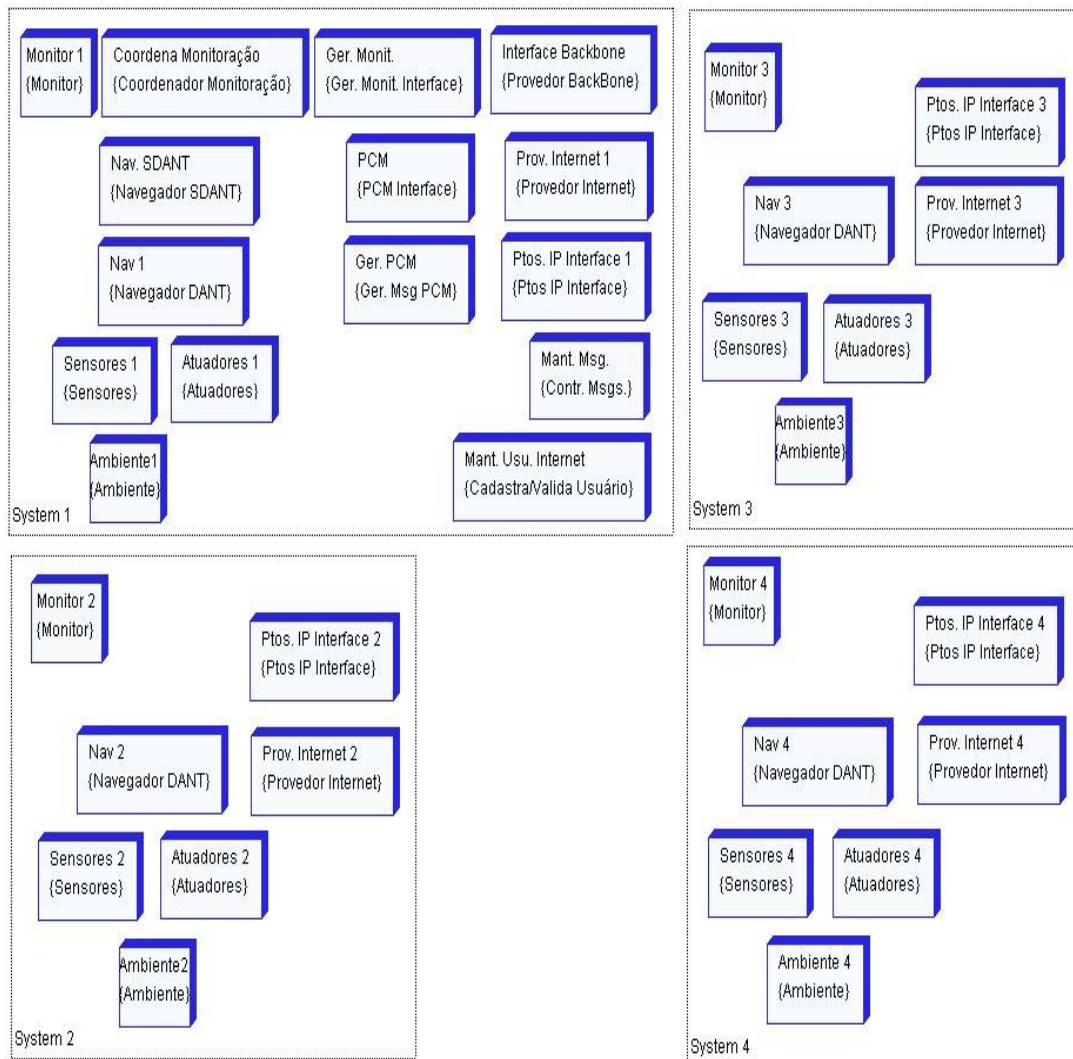 Monitor 1
{Monitor}
Coordena Monitoração
{Coordenador Monitoração}
Ger. Monit.
{Ger. Monit. Interface}
Interface Backbone
{Provedor BackBone}
Nav. SDANT
{Navegador SDANT}
PCM
{PCM Interface}
Prov. Internet 1
{Provedor Internet}
Nav 1
{Navegador DANT}
Ger. PCM
{Ger. Msg PCM}
Ptos. IP Interface 1
{Ptos IP Interface}
Sensores 1
{Sensores}
Atuadores 1
{Atuadores}
Mant. Msg.
{Contr. Msgs.}
Ambiente1
{Ambiente}
Mant. Usu. Internet
{Cadastra/Valida Usuário}
System 1
Monitor 3
{Monitor}
Ptos. IP Interface 3
{Ptos IP Interface}
Nav 3
{Navegador DANT}
Prov. Internet 3
{Provedor Internet}
Sensores 3
{Sensores}
Atuadores 3
{Atuadores}
Ambiente3
{Ambiente}
System 3
Monitor 2
{Monitor}
Ptos. IP Interface 2
{Ptos IP Interface}
Nav 2
{Navegador DANT}
Prov. Internet 2
{Provedor Internet}
Sensores 2
{Sensores}
Atuadores 2
{Atuadores}
Ambiente2
{Ambiente}
System 2
Monitor 4
{Monitor}
Ptos. IP Interface 4
{Ptos IP Interface}
Nav 4
{Navegador DANT}
Prov. Internet 4
{Provedor Internet}
Sensores 4
{Sensores}
Atuadores 4
{Atuadores}
Ambiente 4
{Ambiente}
System 4